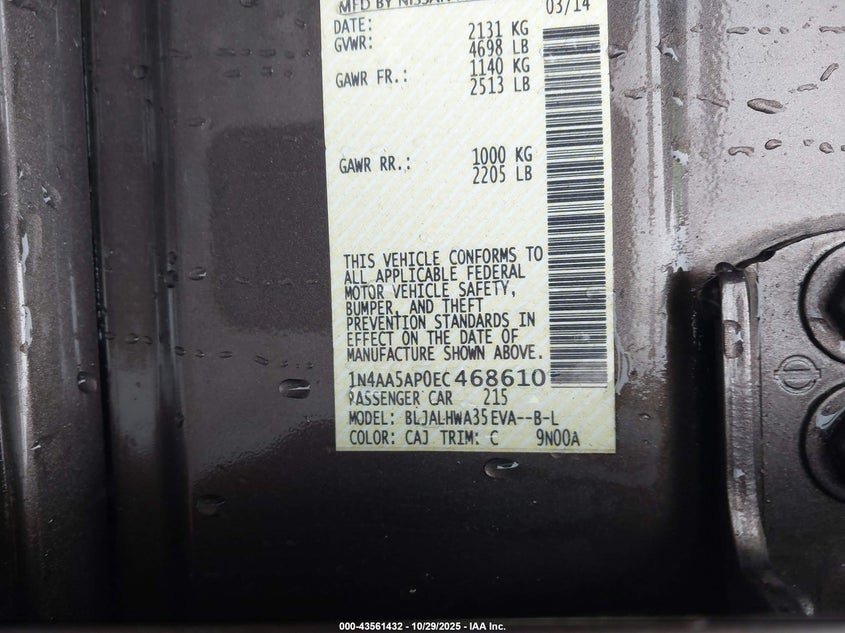 MFD BY NISSAN
DATE: 03/14
GVWR: 2131 KG
4698 LB
GAWR FR.: 1140 KG
2513 LB
GAWR RR.: 1000 KG
2205 LB
THIS VEHICLE CONFORMS TO
ALL APPLICABLE FEDERAL
MOTOR VEHICLE SAFETY,
BUMPER, AND THEFT
PREVENTION STANDARDS IN
EFFECT ON THE DATE OF
MANUFACTURE SHOWN ABOVE.
1N4AA5AP0EC468610
PASSENGER CAR 215
MODEL: BLJALHWA35EVA--B-L
COLOR: CAJ TRIM: C 9N00A
000-43561432 - 10/29/2025 - IAA Inc.